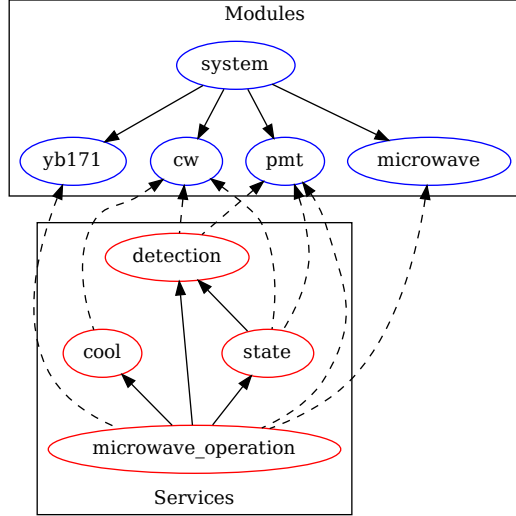 Modules
system
yb171
cw
pmt
microwave
detection
cool
state
microwave_operation
Services